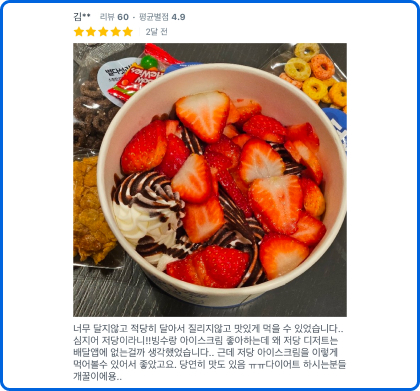 김** 리뷰 60 · 평균별점 4.9
2달 전
너무 달지않고 적당히 달아서 질리지않고 맛있게 먹을 수 있었습니다..
심지어 저당이라니!!빙수랑 아이스크림 좋아하는데 왜 저당 디저트는
배달앱에 없는걸까 생각했었습니다.. 근데 저당 아이스크림을 이렇게
먹어볼수 있어서 좋았고요. 당연히 맛도 있음 ㅠㅠ다이어트 하시는분들
개꿀이에용..